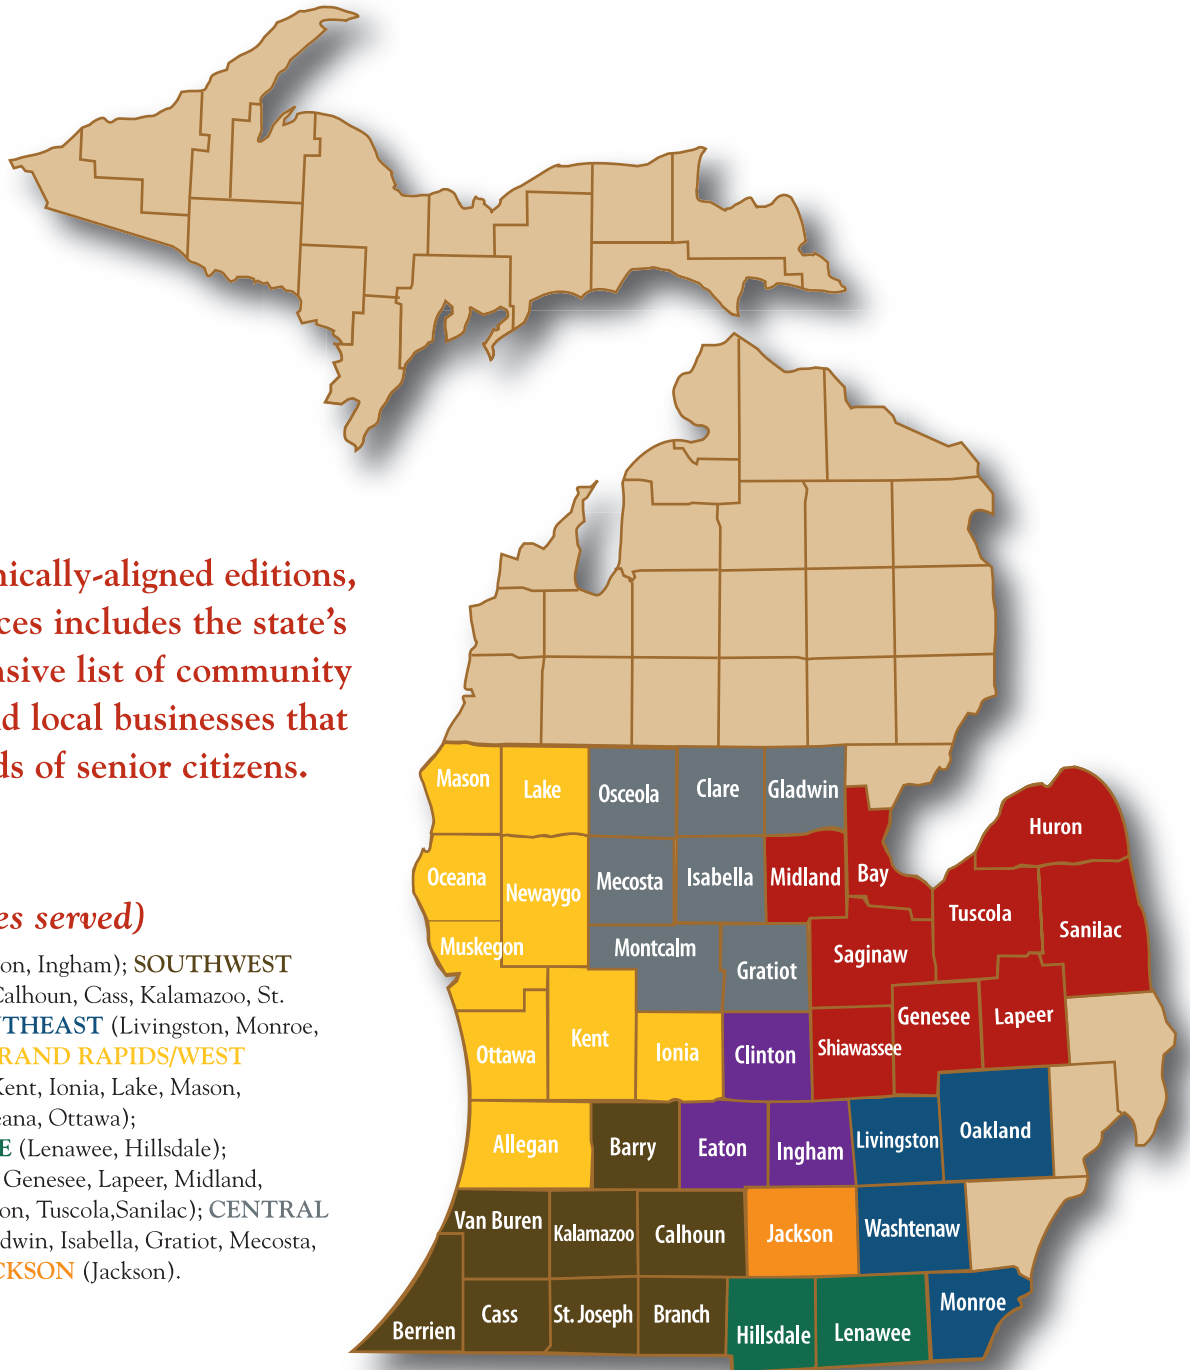 nically-aligned editions,
ces includes the state's
nsive list of community
d local businesses that
ds of senior citizens.
es served)
on, Ingham); SOUTHWEST
Calhoun, Cass, Kalamazoo, St.
THEAST (Livingston, Monroe,
RAND RAPIDS/WEST
Kent, Ionia, Lake, Mason,
eana, Ottawa);
E (Lenawee, Hillsdale);
Genesee, Lapeer, Midland,
on, Tuscola,Sanilac); CENTRAL
dwin, Isabella, Gratiot, Mecosta,
CKSON (Jackson).
Mason
Lake
Osceola
Clare
Gladwin
Huron
Oceana
Newaygo
Mecosta
Isabella
Midland
Bay
Tuscola
Sanilac
Muskegon
Montcalm
Gratiot
Saginaw
Ottawa
Kent
Ionia
Clinton
Shiawassee
Genesee
Lapeer
Allegan
Barry
Eaton
Ingham
Livingston
Oakland
Van Buren
Kalamazoo
Calhoun
Jackson
Washtenaw
Berrien
Cass
St. Joseph
Branch
Hillsdale
Lenawee
Monroe